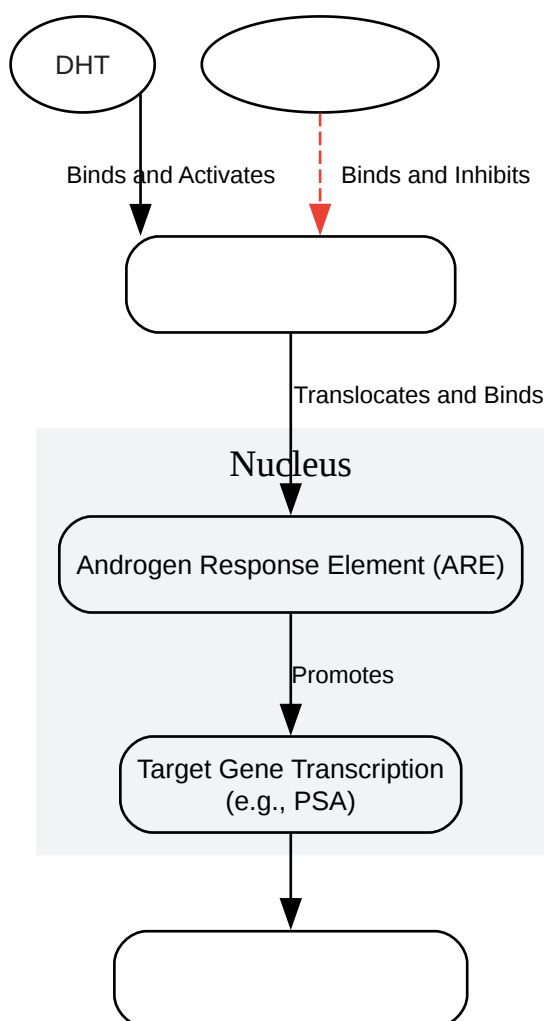 DHT
Binds and Activates
Binds and Inhibits
Translocates and Binds
Nucleus
Androgen Response Element (ARE)
Promotes
Target Gene Transcription
(e.g., PSA)